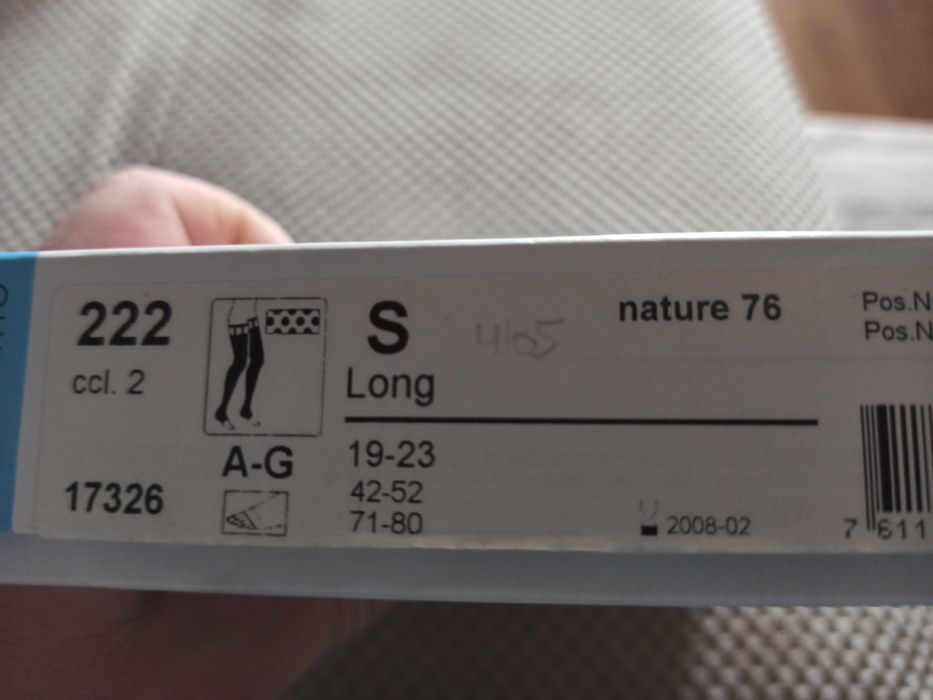 222
ccl. 2
17326
A-G
S
Long
19-23
42-52
71-80
nature 76
2008-02
Pos.N
Pos.N
7 611